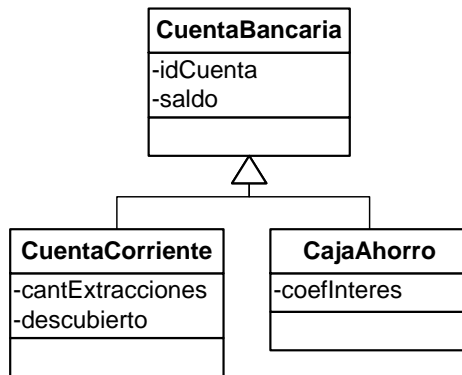 CuentaBancaria
-idCuenta
-saldo
CuentaCorriente
-cantExtracciones
-descubierto
CajaAhorro
-coefInteres